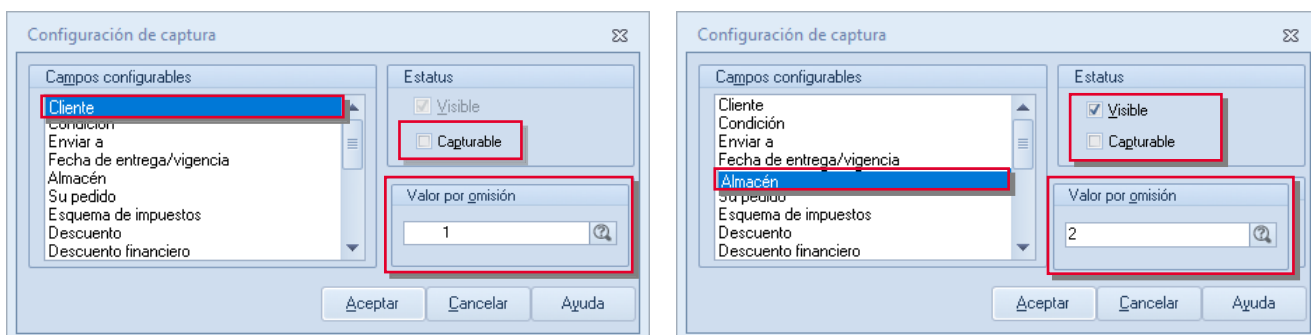 Configuración de captura
Campos configurables
Cliente
Condición
Enviar a
Fecha de entrega/vigencia
Almacén
Su pedido
Esquema de impuestos
Descuento
Descuento financiero
Estatus
Visible
Capturable
Valor por omisión
1
Aceptar
Cancelar
Ayuda
Configuración de captura
Campos configurables
Cliente
Condición
Enviar a
Fecha de entrega/vigencia
Almacén
Su pedido
Esquema de impuestos
Descuento
Descuento financiero
Estatus
Visible
Capturable
Valor por omisión
2
Aceptar
Cancelar
Ayuda